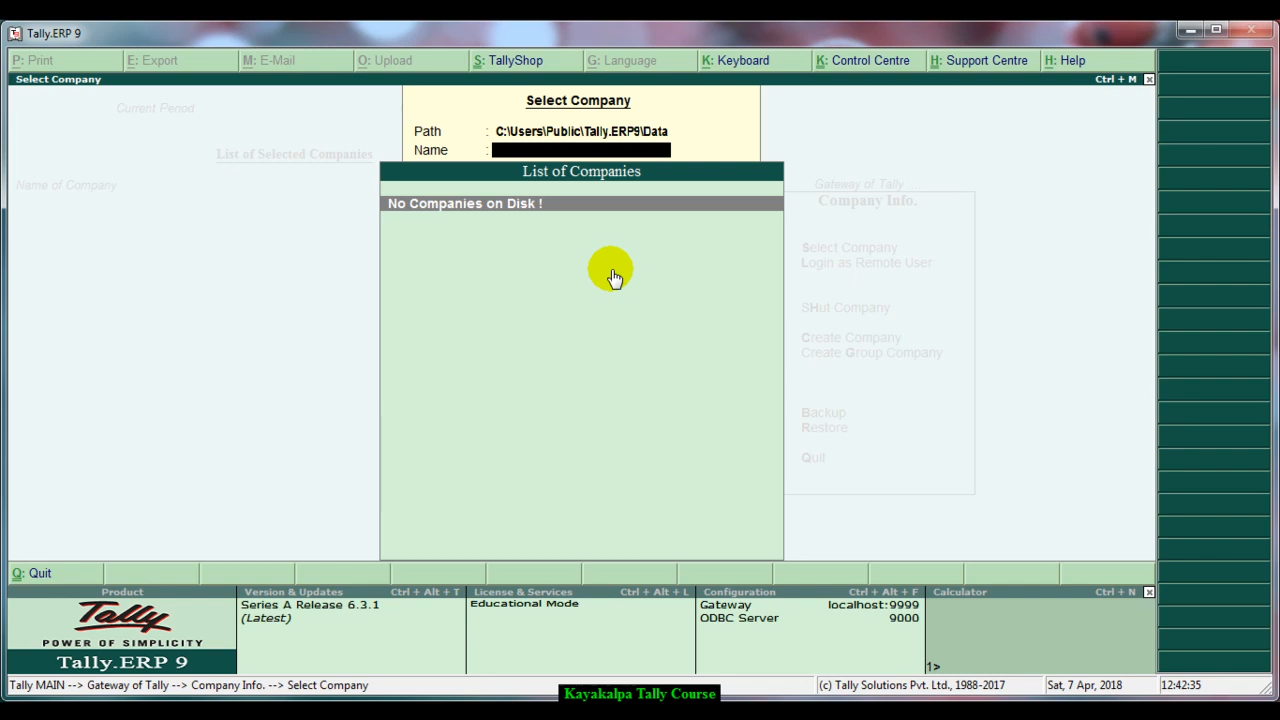 Tally.ERP 9
P: Print
E: Export
M: E-Mail
O: Upload
S: TallyShop
G: Language
K: Keyboard
K: Control Centre
H: Support Centre
H: Help
Select Company
Ctrl + M
Current Period
List of Selected Companies
Name of Company
Select Company
Path : C:\Users\Public\Tally.ERP9\Data
Name :
List of Companies
No Companies on Disk !
Gateway of Tally ....
Company Info.
Select Company
Login as Remote User
SHut Company
Create Company
Create Group Company
Backup
Restore
Quit
Q: Quit
Product
Tally
POWER OF SIMPLICITY
Tally.ERP 9
Version & Updates Ctrl + Alt + T
Series A Release 6.3.1
(Latest)
License & Services Ctrl + Alt + L
Educational Mode
Configuration Ctrl + Alt + F
Gateway localhost:9999
ODBC Server 9000
Calculator Ctrl + N
1>
Tally MAIN --> Gateway of Tally --> Company Info. --> Select Company
(c) Tally Solutions Pvt. Ltd., 1988-2017
Sat, 7 Apr, 2018
12:42:35
Kayakalpa Tally Course